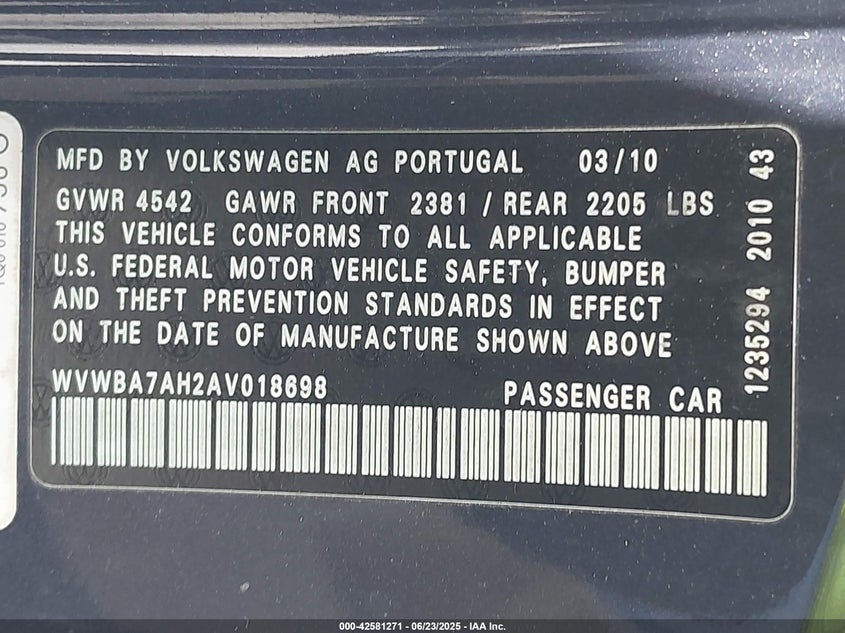 MFD BY VOLKSWAGEN AG PORTUGAL 03/10
GVWR 4542 GAWR FRONT 2381 / REAR 2205 LBS
THIS VEHICLE CONFORMS TO ALL APPLICABLE
U.S. FEDERAL MOTOR VEHICLE SAFETY, BUMPER
AND THEFT PREVENTION STANDARDS IN EFFECT
ON THE DATE OF MANUFACTURE SHOWN ABOVE
WVWBA7AH2AV018698 PASSENGER CAR
1235294 2010 43
000-42581271 - 06/23/2025 - IAA Inc.